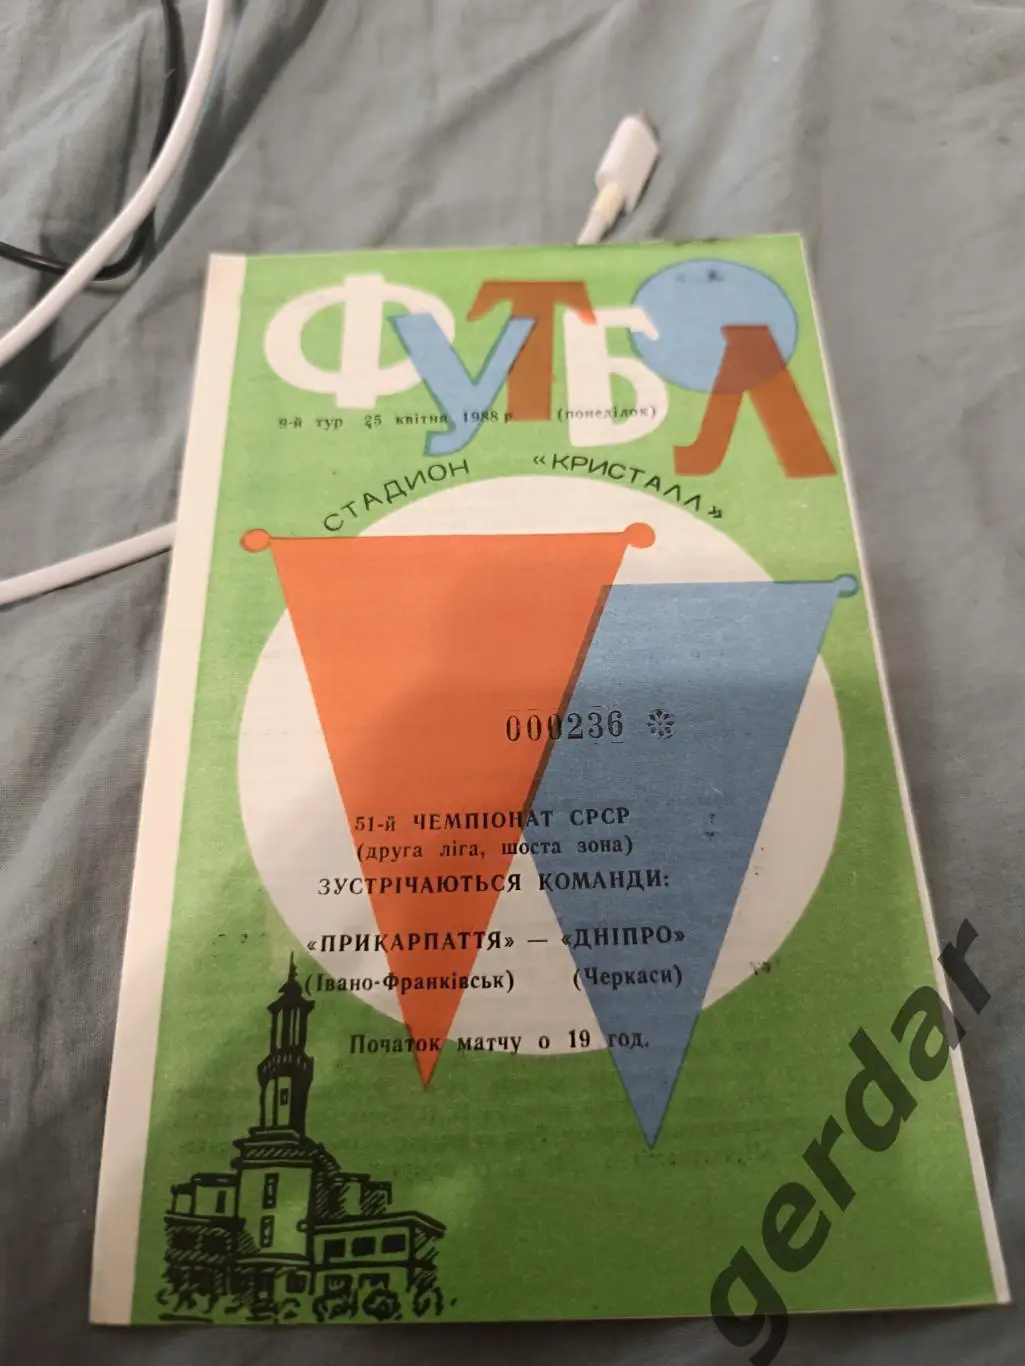 ФУТБОЛ
9-й тур 25 квітня 1988 р. (понеділок)
СТАДИОН «КРИСТАЛЛ»
000236
51-й ЧЕМПІОНАТ СРСР
(друга ліга, шоста зона)
ЗУСТРІЧАЮТЬСЯ КОМАНДИ:
«ПРИКАРПАТТЯ» — «ДНІПРО»
(Івано-Франківськ) (Черкаси)
Початок матчу о 19 год.
gerdar